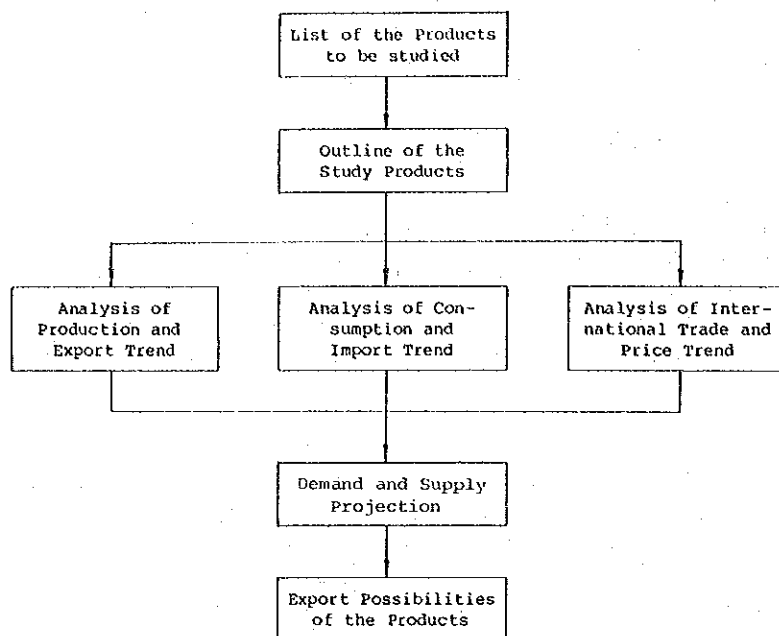 List of the Products
to be studied
Outline of the
Study Products
Analysis of
Production and
Export Trend
Analysis of Con-
sumption and
Import Trend
Analysis of Inter-
national Trade and
Price Trend
Demand and Supply
Projection
Export Possibilities
of the Products